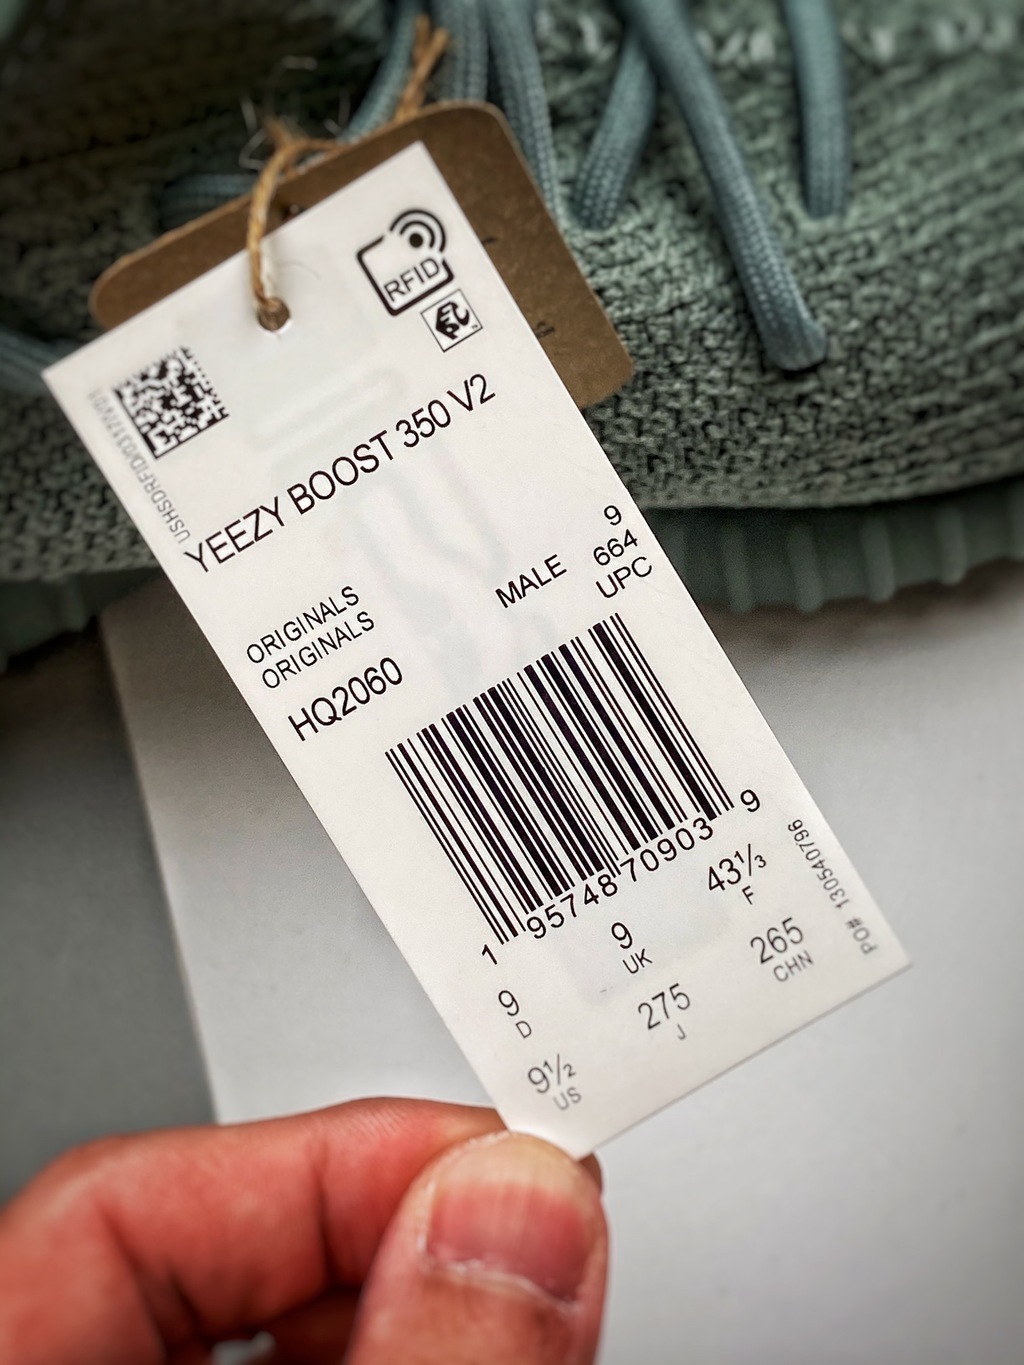 RFID
YEEZY BOOST 350 V2
ORIGINALS
ORIGINALS
HQ2060
MALE
9
664
UPC
1 95748 70903 9
9
D
9
UK
43⅓
F
9½
US
275
J
265
CHN
PO# 130540796